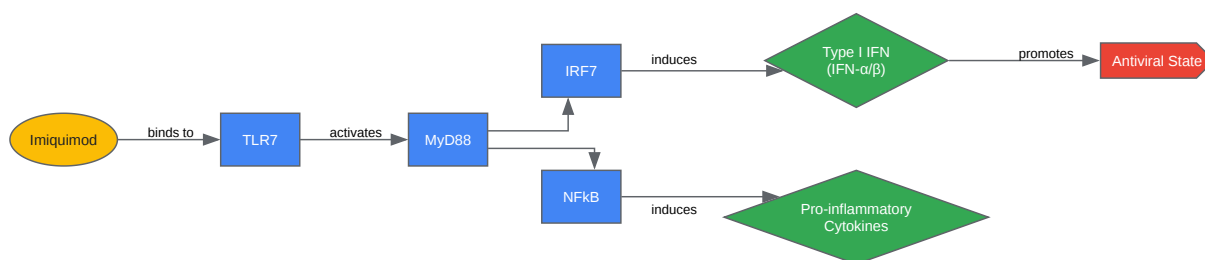 Imiquimod
binds to
TLR7
activates
MyD88
IRF7
induces
Type I IFN
(IFN-α/β)
promotes
Antiviral State
NFkB
induces
Pro-inflammatory
Cytokines